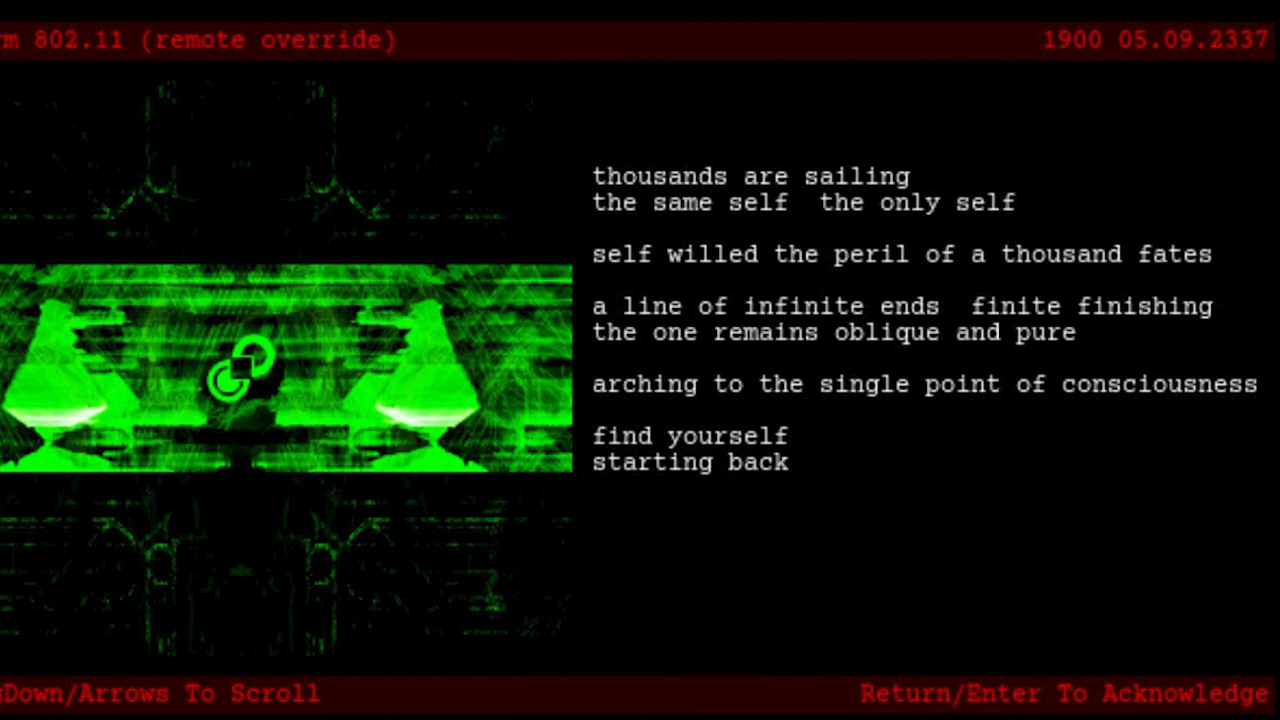 rm 802.11 (remote override)
1900 05.09.2337
thousands are sailing
the same self  the only self
self willed the peril of a thousand fates
a line of infinite ends  finite finishing
the one remains oblique and pure
arching to the single point of consciousness
find yourself
starting back
gDown/Arrows To Scroll
Return/Enter To Acknowledge